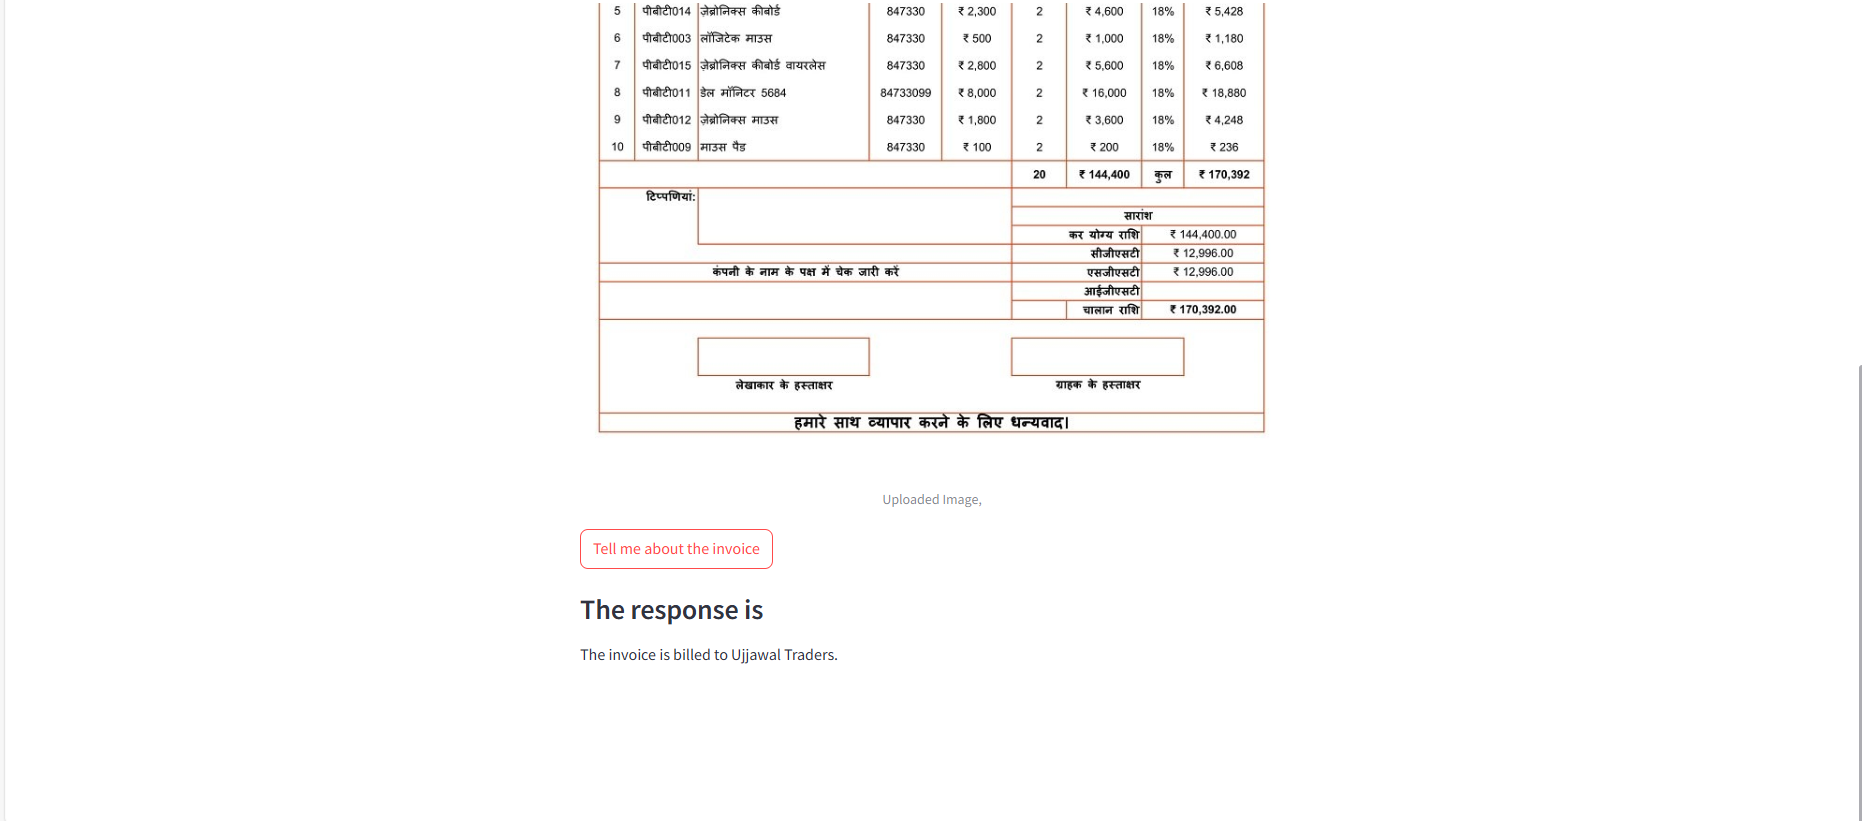 5 पीबीटी014 ज़ेब्रोनिक्स कीबोर्ड 847330 ₹ 2,300 2 ₹ 4,600 18% ₹ 5,428
6 पीबीटी003 लॉजिटेक माउस 847330 ₹ 500 2 ₹ 1,000 18% ₹ 1,180
7 पीबीटी015 ज़ेब्रोनिक्स कीबोर्ड वायरलेस 847330 ₹ 2,800 2 ₹ 5,600 18% ₹ 6,608
8 पीबीटी011 डेल मॉनिटर 5684 84733099 ₹ 8,000 2 ₹ 16,000 18% ₹ 18,880
9 पीबीटी012 ज़ेब्रोनिक्स माउस 847330 ₹ 1,800 2 ₹ 3,600 18% ₹ 4,248
10 पीबीटी009 माउस पैड 847330 ₹ 100 2 ₹ 200 18% ₹ 236
20 ₹ 144,400 कुल ₹ 170,392
टिप्पणियां:
सारांश
कर योग्य राशि ₹ 144,400.00
सीजीएसटी ₹ 12,996.00
कंपनी के नाम के पक्ष में चेक जारी करें एसजीएसटी ₹ 12,996.00
आईजीएसटी
चालान राशि ₹ 170,392.00
लेखाकार के हस्ताक्षर ग्राहक के हस्ताक्षर
हमारे साथ व्यापार करने के लिए धन्यवाद।
Uploaded Image,
Tell me about the invoice
The response is
The invoice is billed to Ujjawal Traders.